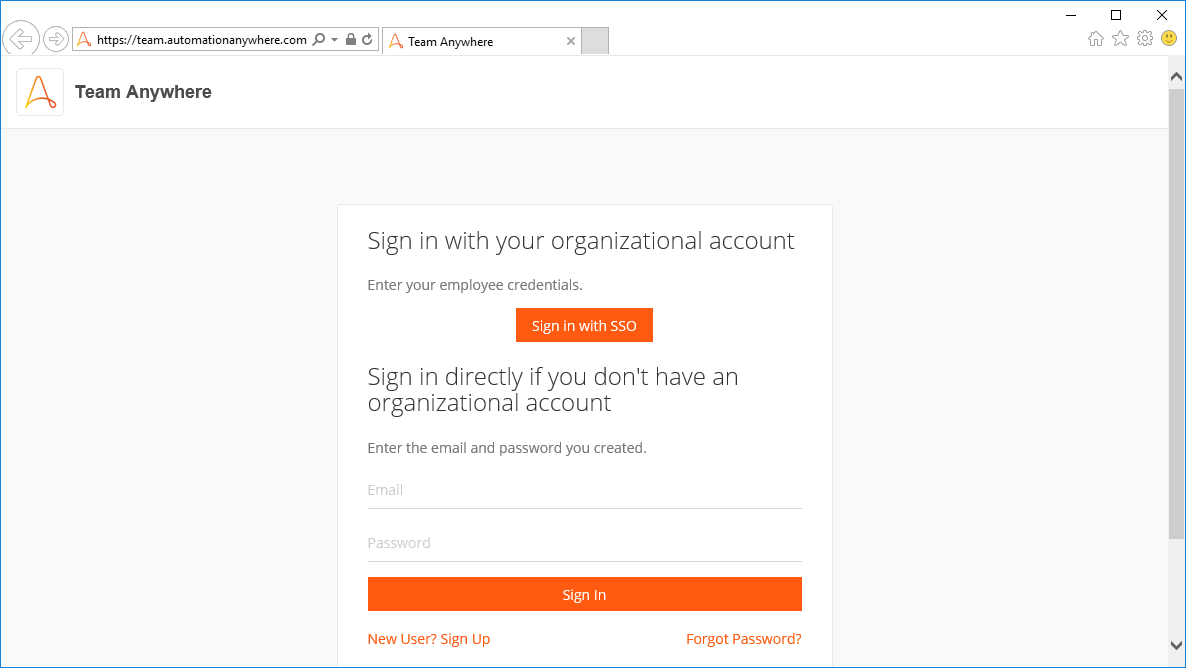 https://team.automationanywhere.com
Team Anywhere
Team Anywhere
Sign in with your organizational account
Enter your employee credentials.
Sign in with SSO
Sign in directly if you don't have an
organizational account
Enter the email and password you created.
Email
Password
Sign In
New User? Sign Up
Forgot Password?